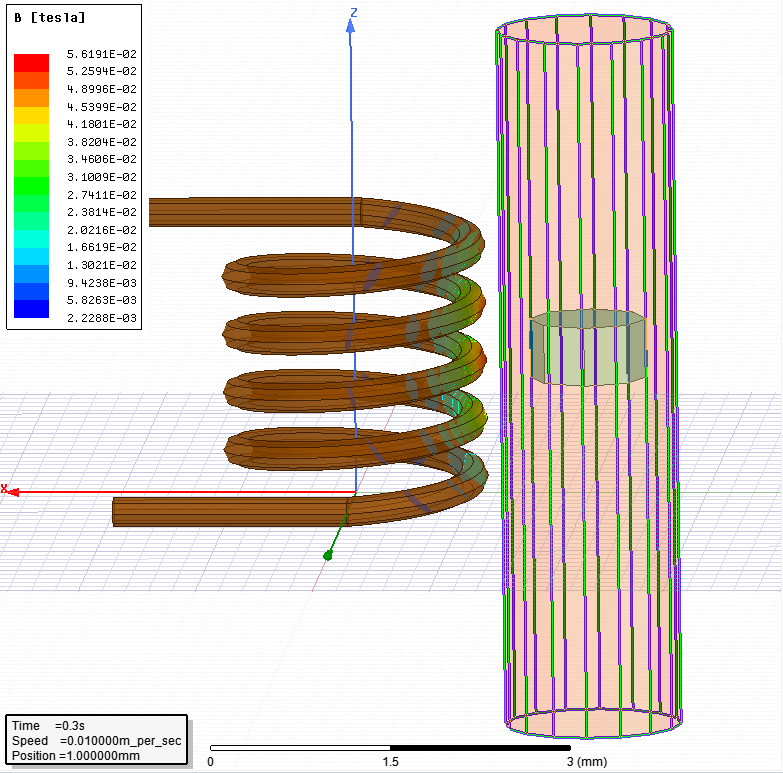 B [tesla]
5.6191E-02
5.2594E-02
4.8996E-02
4.5399E-02
4.1801E-02
3.8204E-02
3.4606E-02
3.1009E-02
2.7411E-02
2.3814E-02
2.0216E-02
1.6619E-02
1.3021E-02
9.4238E-03
5.8263E-03
2.2288E-03
Z
X
Time =0.3s
Speed =0.010000m_per_sec
Position =1.000000mm
0 1.5 3 (mm)